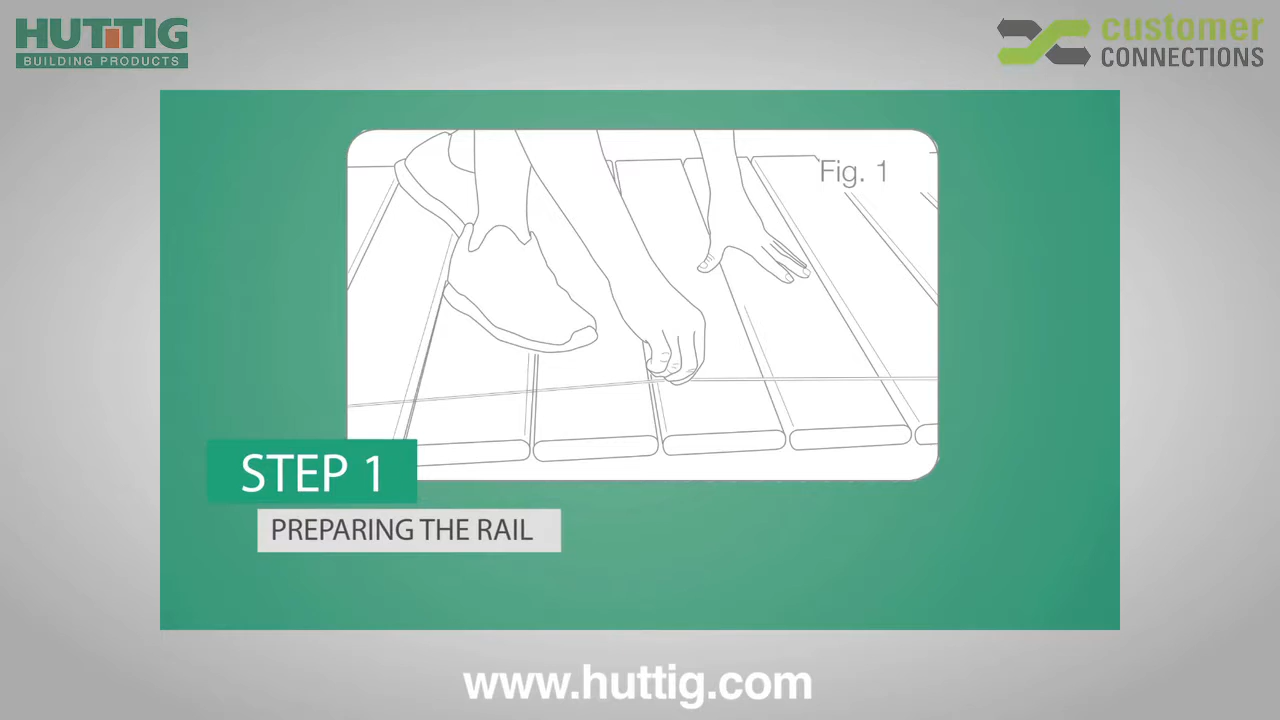 HUTTIG
BUILDING PRODUCTS
customer
CONNECTIONS
Fig. 1
STEP 1
PREPARING THE RAIL
www.huttig.com